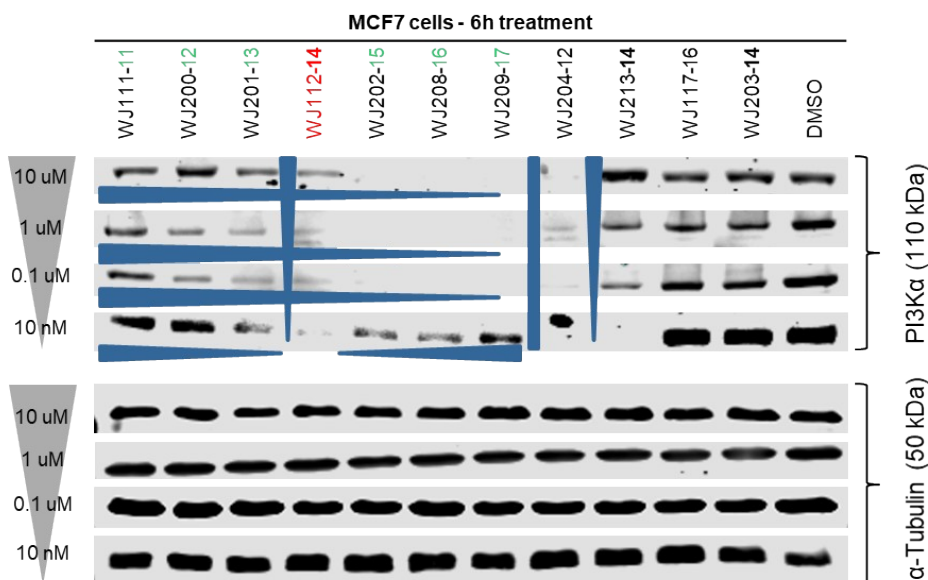 MCF7 cells - 6h treatment
WJ111-11
WJ200-12
WJ201-13
WJ112-14
WJ202-15
WJ208-16
WJ209-17
WJ204-12
WJ213-14
WJ117-16
WJ203-14
DMSO
10 uM
1 uM
0.1 uM
10 nM
PI3Kα (110 kDa)
10 uM
1 uM
0.1 uM
10 nM
α-Tubulin (50 kDa)